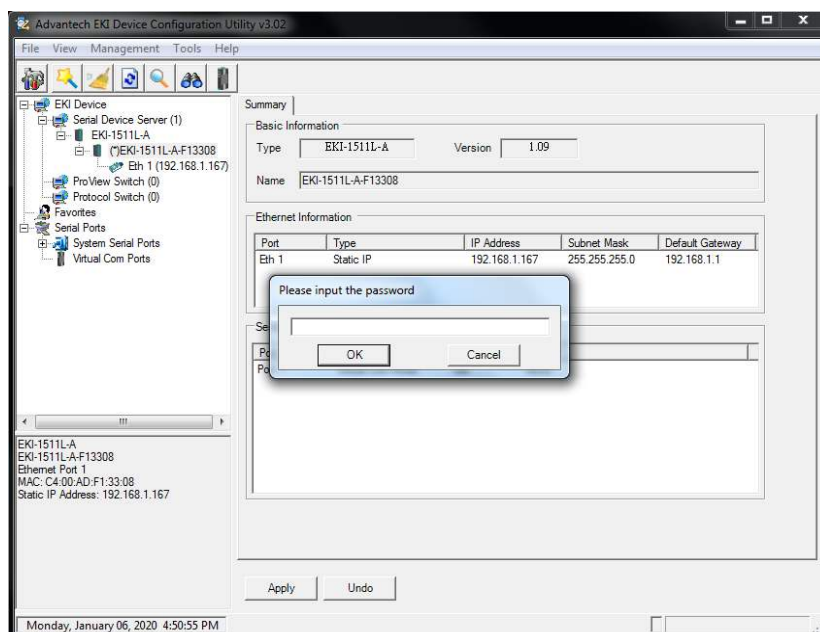 Advantech EKI Device Configuration Utility v3.02
File View Management Tools Help
EKI Device
Serial Device Server (1)
EKI-1511L-A
(*)EKI-1511L-A-F13308
Eth 1 (192.168.1.167)
ProView Switch (0)
Protocol Switch (0)
Favorites
Serial Ports
System Serial Ports
Virtual Com Ports
EKI-1511L-A
EKI-1511L-A-F13308
Ethernet Port 1
MAC: C4:00:AD:F1:33:08
Static IP Address: 192.168.1.167
Summary
Basic Information
Type EKI-1511L-A Version 1.09
Name EKI-1511L-A-F13308
Ethernet Information
Port Type IP Address Subnet Mask Default Gateway
Eth 1 Static IP 192.168.1.167 255.255.255.0 192.168.1.1
Please input the password
OK Cancel
Apply Undo
Monday, January 06, 2020 4:50:55 PM